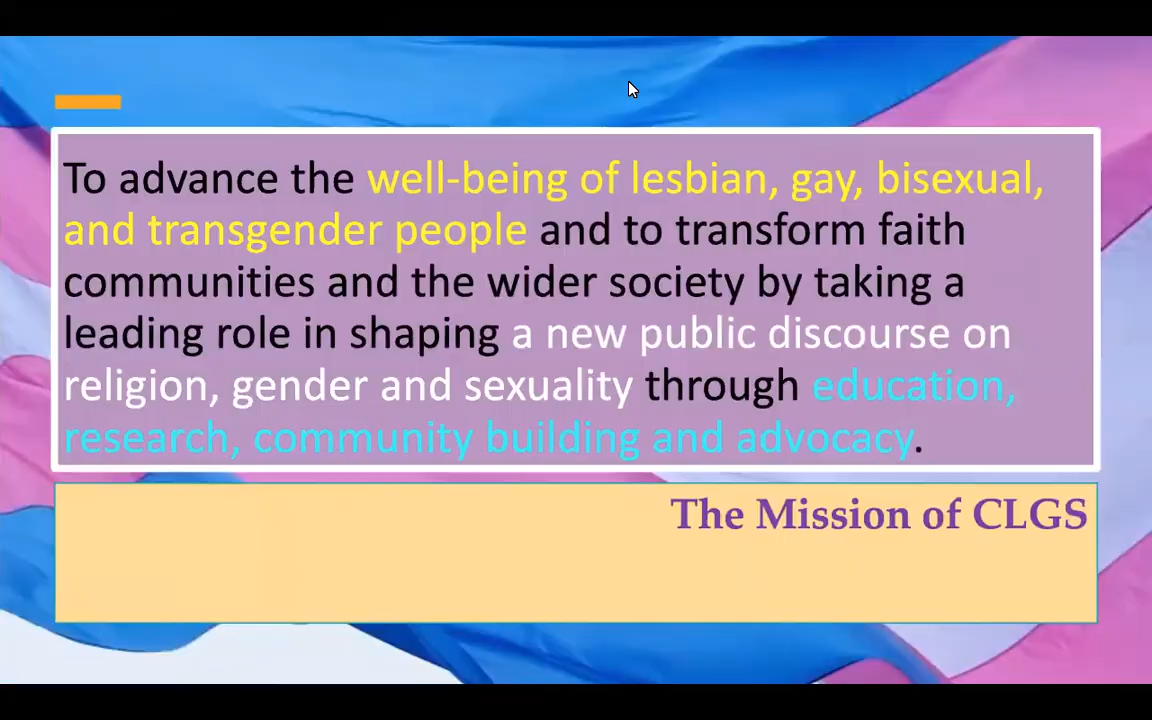 To advance the well-being of lesbian, gay, bisexual,
and transgender people and to transform faith
communities and the wider society by taking a
leading role in shaping a new public discourse on
religion, gender and sexuality through education,
research, community building and advocacy.
The Mission of CLGS